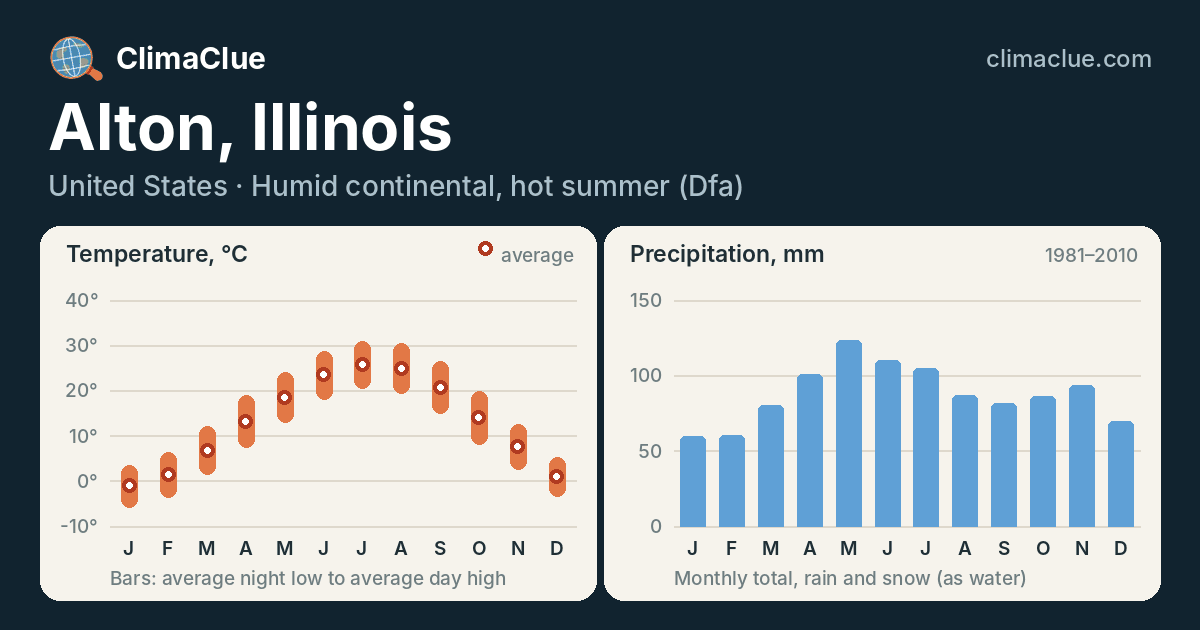 ClimaClue
climaclue.com
Alton, Illinois
United States · Humid continental, hot summer (Dfa)
Temperature, °C
average
40°
30°
20°
10°
0°
-10°
J F M A M J J A S O N D
Bars: average night low to average day high
Precipitation, mm
1981–2010
150
100
50
0
J F M A M J J A S O N D
Monthly total, rain and snow (as water)